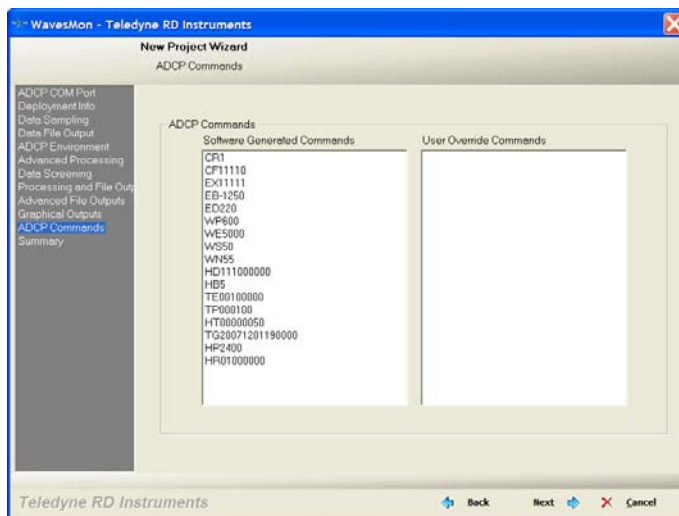 WavesMon - Teledyne RD Instruments
New Project Wizard
ADCP Commands
ADCP COM Port
Deployment Info
Data Sampling
Data File Output
ADCP Environment
Advanced Processing
Data Screening
Processing and File Outp
Advanced File Outputs
Graphical Outputs
ADCP Commands
Summary
ADCP Commands
Software Generated Commands
CR1
CF11110
EX11111
EB-1250
ED220
WP600
WE5000
WS50
WN55
HD111000000
HB5
TE00100000
TP000100
HT00000050
TG20071201190000
HP2400
HR01000000
User Override Commands
Teledyne RD Instruments
Back
Next
Cancel